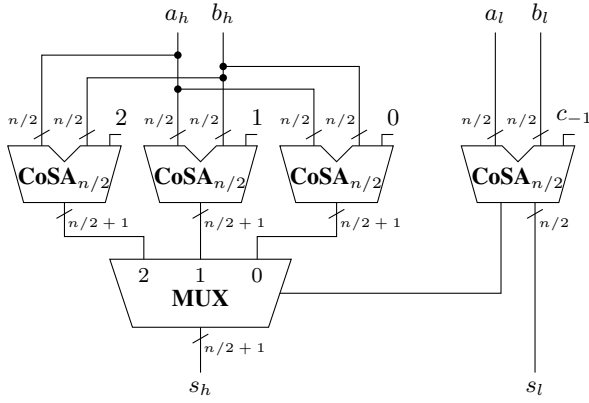 a_h b_h a_l b_l
n/2 n/2 2 n/2 n/2 1 n/2 n/2 0 n/2 n/2 c_{-1}
CoSA_{n/2} CoSA_{n/2} CoSA_{n/2} CoSA_{n/2}
n/2 + 1 n/2 + 1 n/2 + 1 n/2
2 1 0
MUX
n/2 + 1
s_h s_l